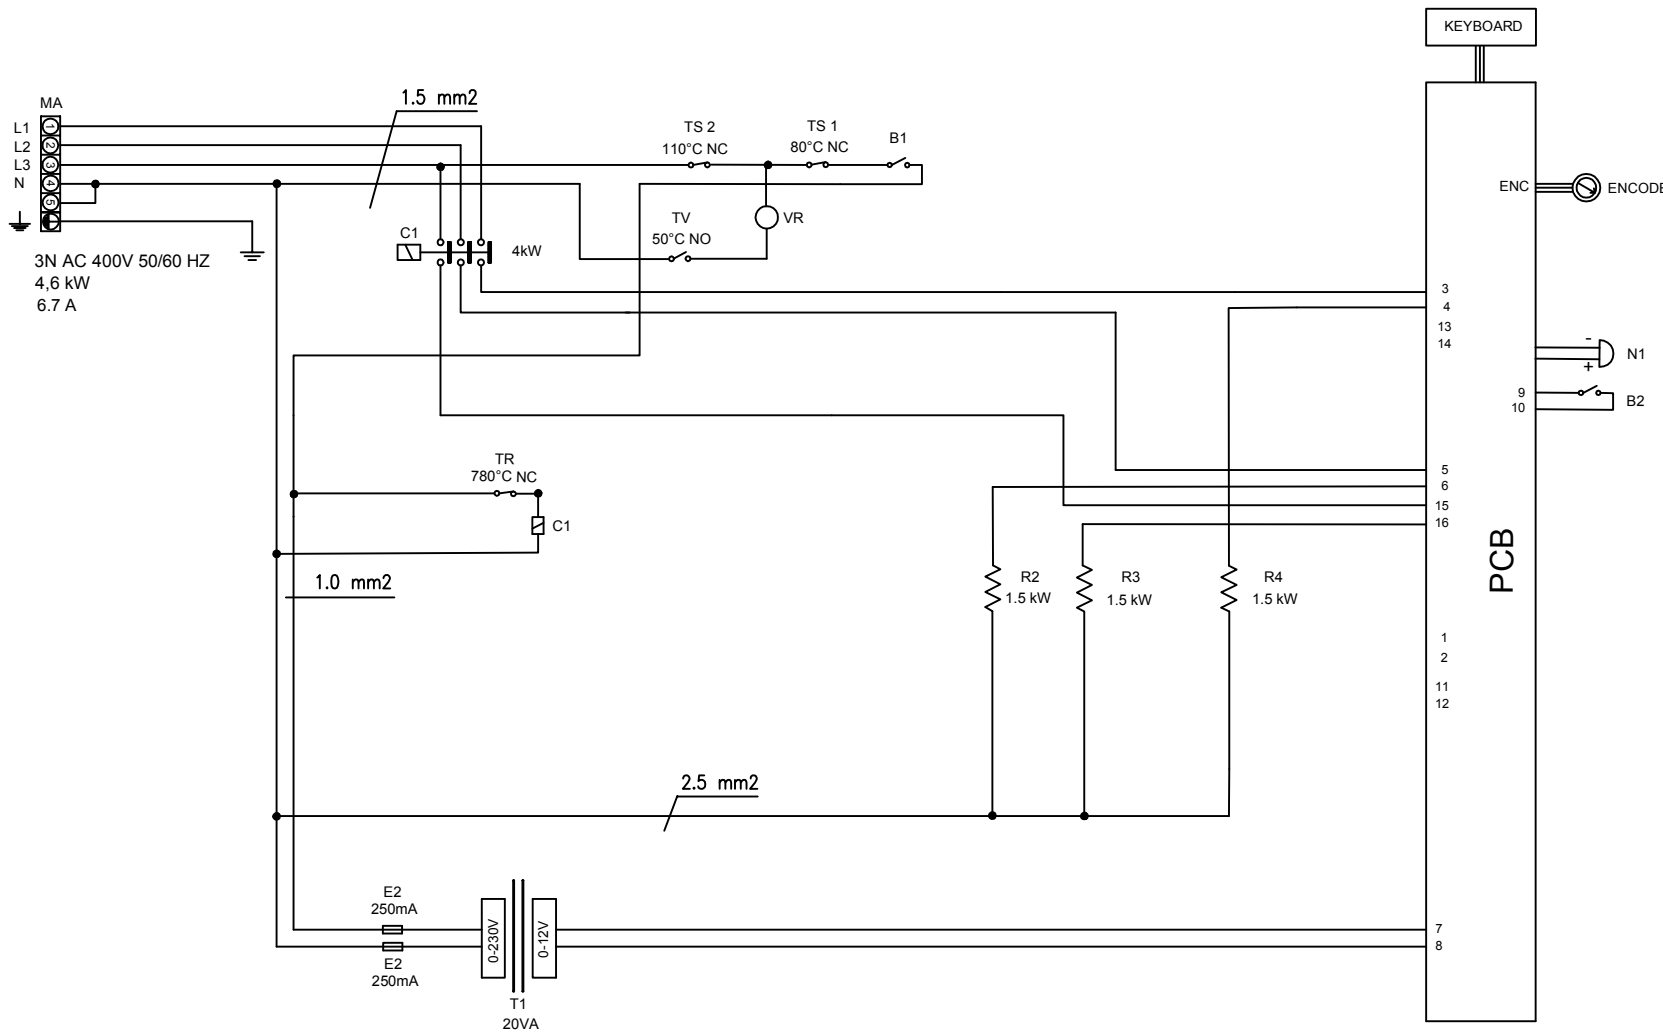 KEYBOARD
1.5 mm2
MA
L1 1
L2 2
L3 3
N 4
5
TS 2
110°C NC
TS 1
80°C NC
B1
ENC
ENCODE
VR
TV
50°C NO
C1
4kW
3N AC 400V 50/60 HZ
4,6 kW
6.7 A
3
4
13
14
-
+
N1
9
10
B2
TR
780°C NC
C1
5
6
15
16
PCB
1.0 mm2
R2
1.5 kW
R3
1.5 kW
R4
1.5 kW
1
2
11
12
2.5 mm2
E2
250mA
E2
250mA
0-230V
0-12V
T1
20VA
7
8